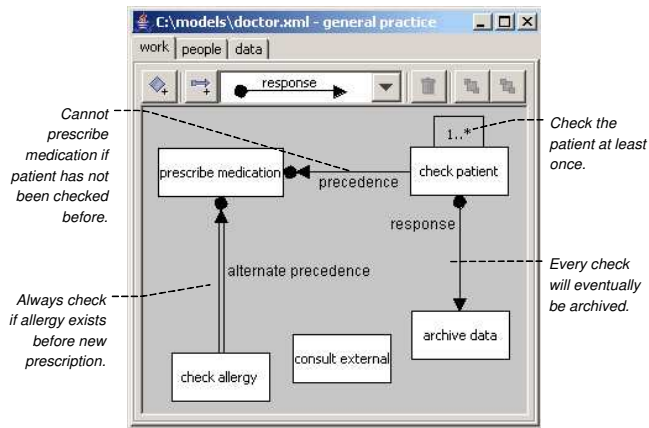 C:\models\doctor.xml - general practice
work people data
response
Cannot
prescribe
medication if
patient has not
been checked
before.
1..*
Check the
patient at least
once.
prescribe medication
check patient
precedence
response
alternate precedence
Every check
will eventually
be archived.
Always check
if allergy exists
before new
prescription.
archive data
consult external
check allergy